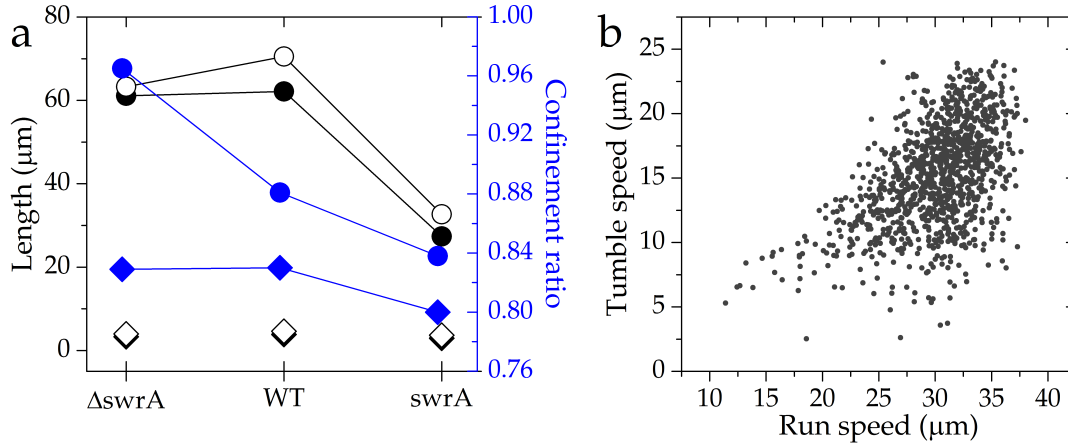 a
80
60
40
20
0
Length (μm)
ΔswrA
WT
swrA
1.00
0.96
0.92
0.88
0.84
0.80
0.76
Confinement ratio
b
25
20
15
10
5
0
Tumble speed (μm)
10
15
20
25
30
35
40
Run speed (μm)